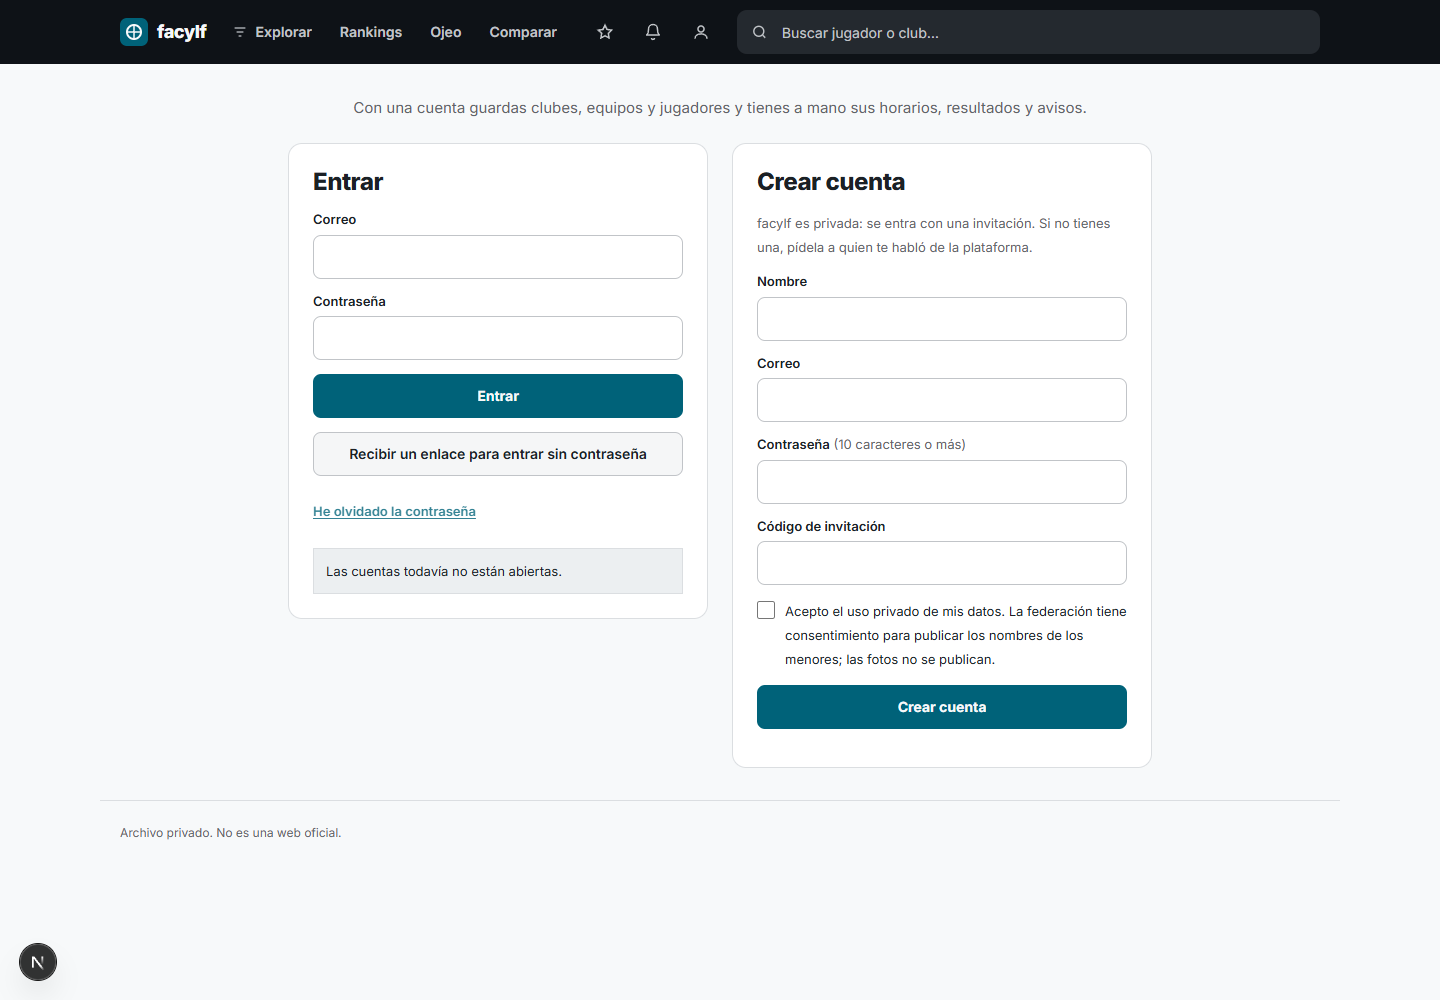 facylf
Explorar
Rankings
Ojeo
Comparar
Buscar jugador o club...
Con una cuenta guardas clubes, equipos y jugadores y tienes a mano sus horarios, resultados y avisos.
Entrar
Correo
Contraseña
Entrar
Recibir un enlace para entrar sin contraseña
He olvidado la contraseña
Las cuentas todavía no están abiertas.
Crear cuenta
facylf es privada: se entra con una invitación. Si no tienes
una, pídela a quien te habló de la plataforma.
Nombre
Correo
Contraseña (10 caracteres o más)
Código de invitación
Acepto el uso privado de mis datos. La federación tiene
consentimiento para publicar los nombres de los
menores; las fotos no se publican.
Crear cuenta
Archivo privado. No es una web oficial.
N